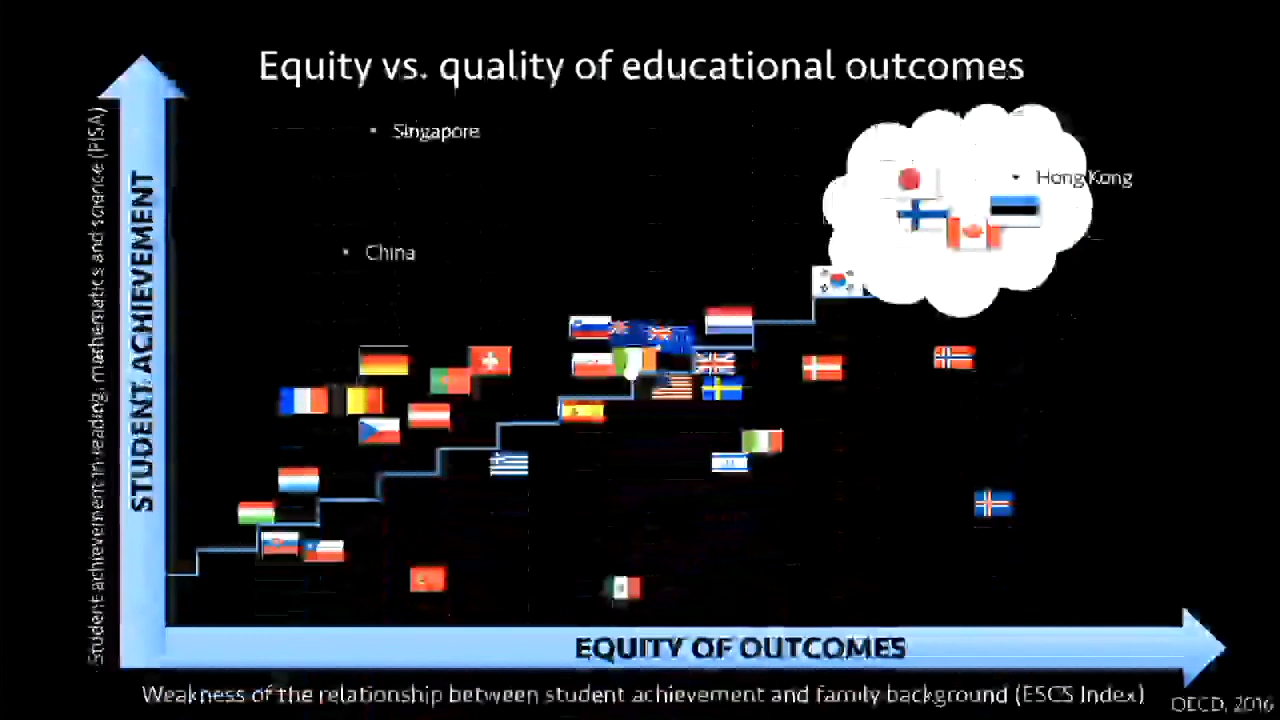 Equity vs. quality of educational outcomes
Singapore
Hong Kong
China
STUDENT ACHIEVEMENT
Student achievement in reading, mathematics and science (PISA)
EQUITY OF OUTCOMES
Weakness of the relationship between student achievement and family background (ESCS Index)
OECD, 2016